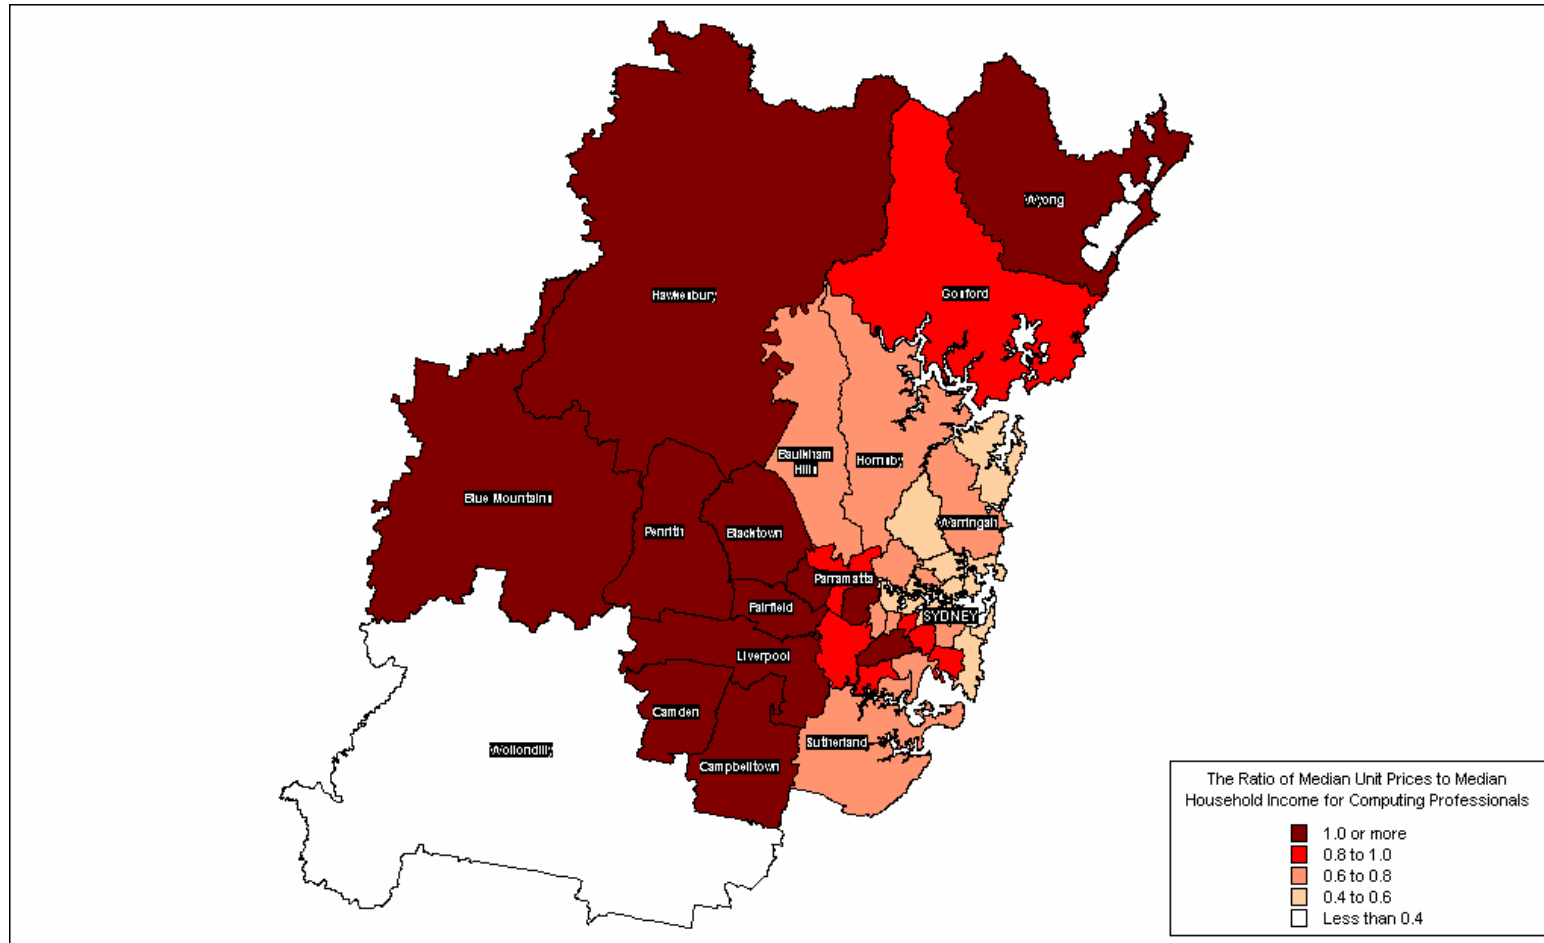 Wyong
Hawkesbury
Gosford
Baulkham
Hills
Hornsby
Blue Mountains
Warringah
Penrith
Blacktown
Parramatta
Fairfield
SYDNEY
Liverpool
Camden
Sutherland
Wollondilly
Campbelltown
The Ratio of Median Unit Prices to Median
Household Income for Computing Professionals
1.0 or more
0.8 to 1.0
0.6 to 0.8
0.4 to 0.6
Less than 0.4